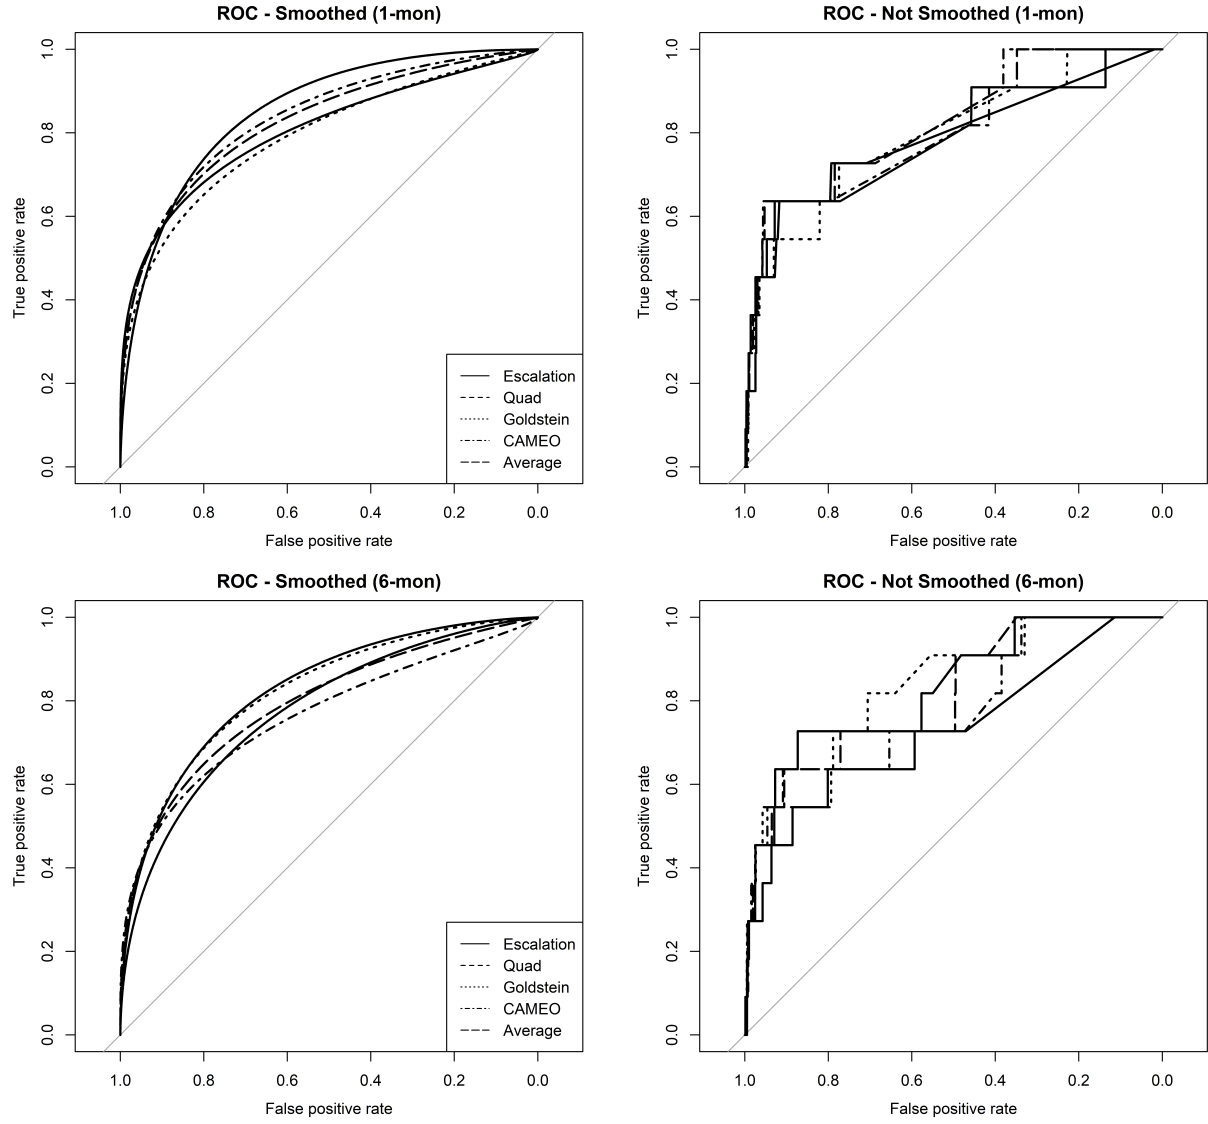 ROC - Smoothed (1-mon)
True positive rate
1.0
0.8
0.6
0.4
0.2
0.0
Escalation
Quad
Goldstein
CAMEO
Average
1.0 0.8 0.6 0.4 0.2 0.0
False positive rate
ROC - Not Smoothed (1-mon)
True positive rate
1.0
0.8
0.6
0.4
0.2
0.0
1.0 0.8 0.6 0.4 0.2 0.0
False positive rate
ROC - Smoothed (6-mon)
True positive rate
1.0
0.8
0.6
0.4
0.2
0.0
Escalation
Quad
Goldstein
CAMEO
Average
1.0 0.8 0.6 0.4 0.2 0.0
False positive rate
ROC - Not Smoothed (6-mon)
True positive rate
1.0
0.8
0.6
0.4
0.2
0.0
1.0 0.8 0.6 0.4 0.2 0.0
False positive rate